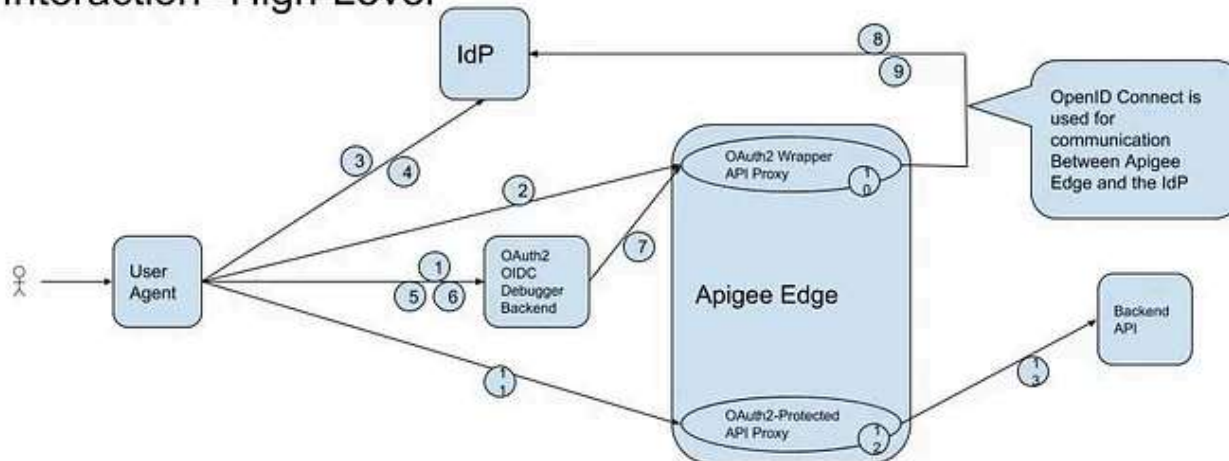 Interaction- High Level
8
IdP
9
OpenID Connect is
used for
communication
Between Apigee
Edge and the IdP
3
4
OAuth2 Wrapper
API Proxy
10
2
7
User
Agent
1
5
6
OAuth2
OIDC
Debugger
Backend
Apigee Edge
Backend
API
11
13
OAuth2-Protected
API Proxy
12